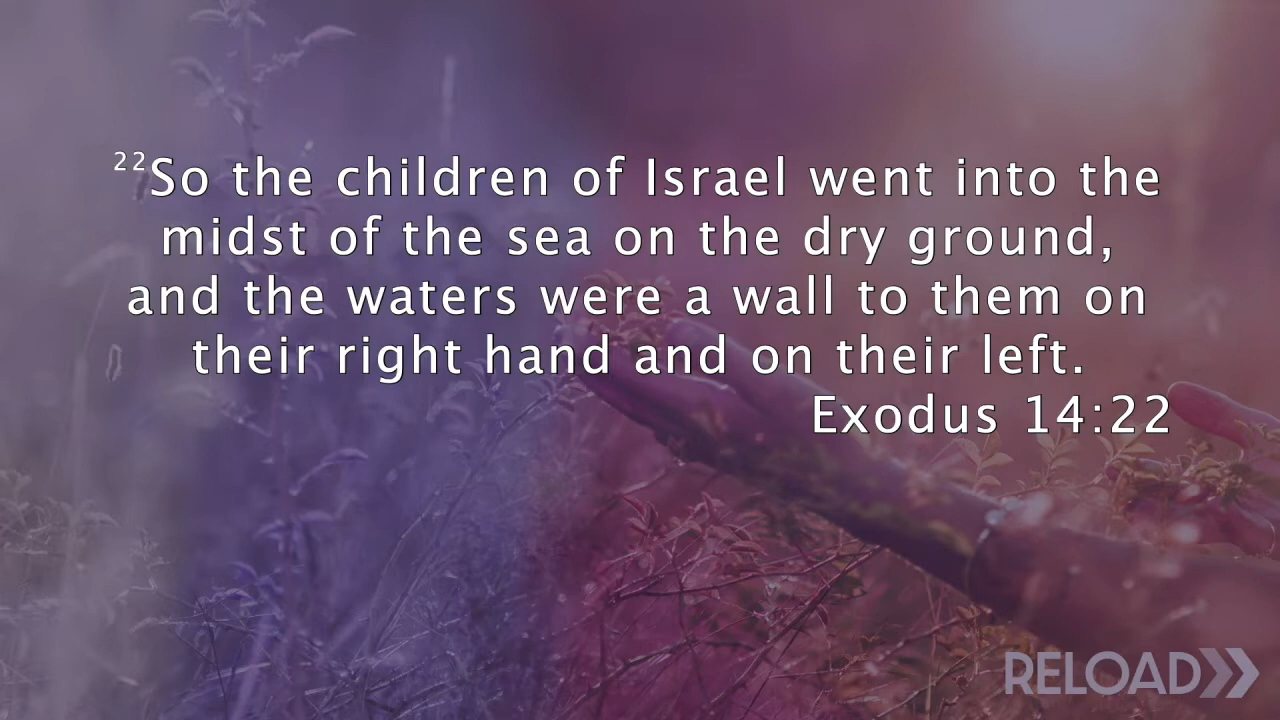 22So the children of Israel went into the
midst of the sea on the dry ground,
and the waters were a wall to them on
their right hand and on their left.
Exodus 14:22
RELOAD